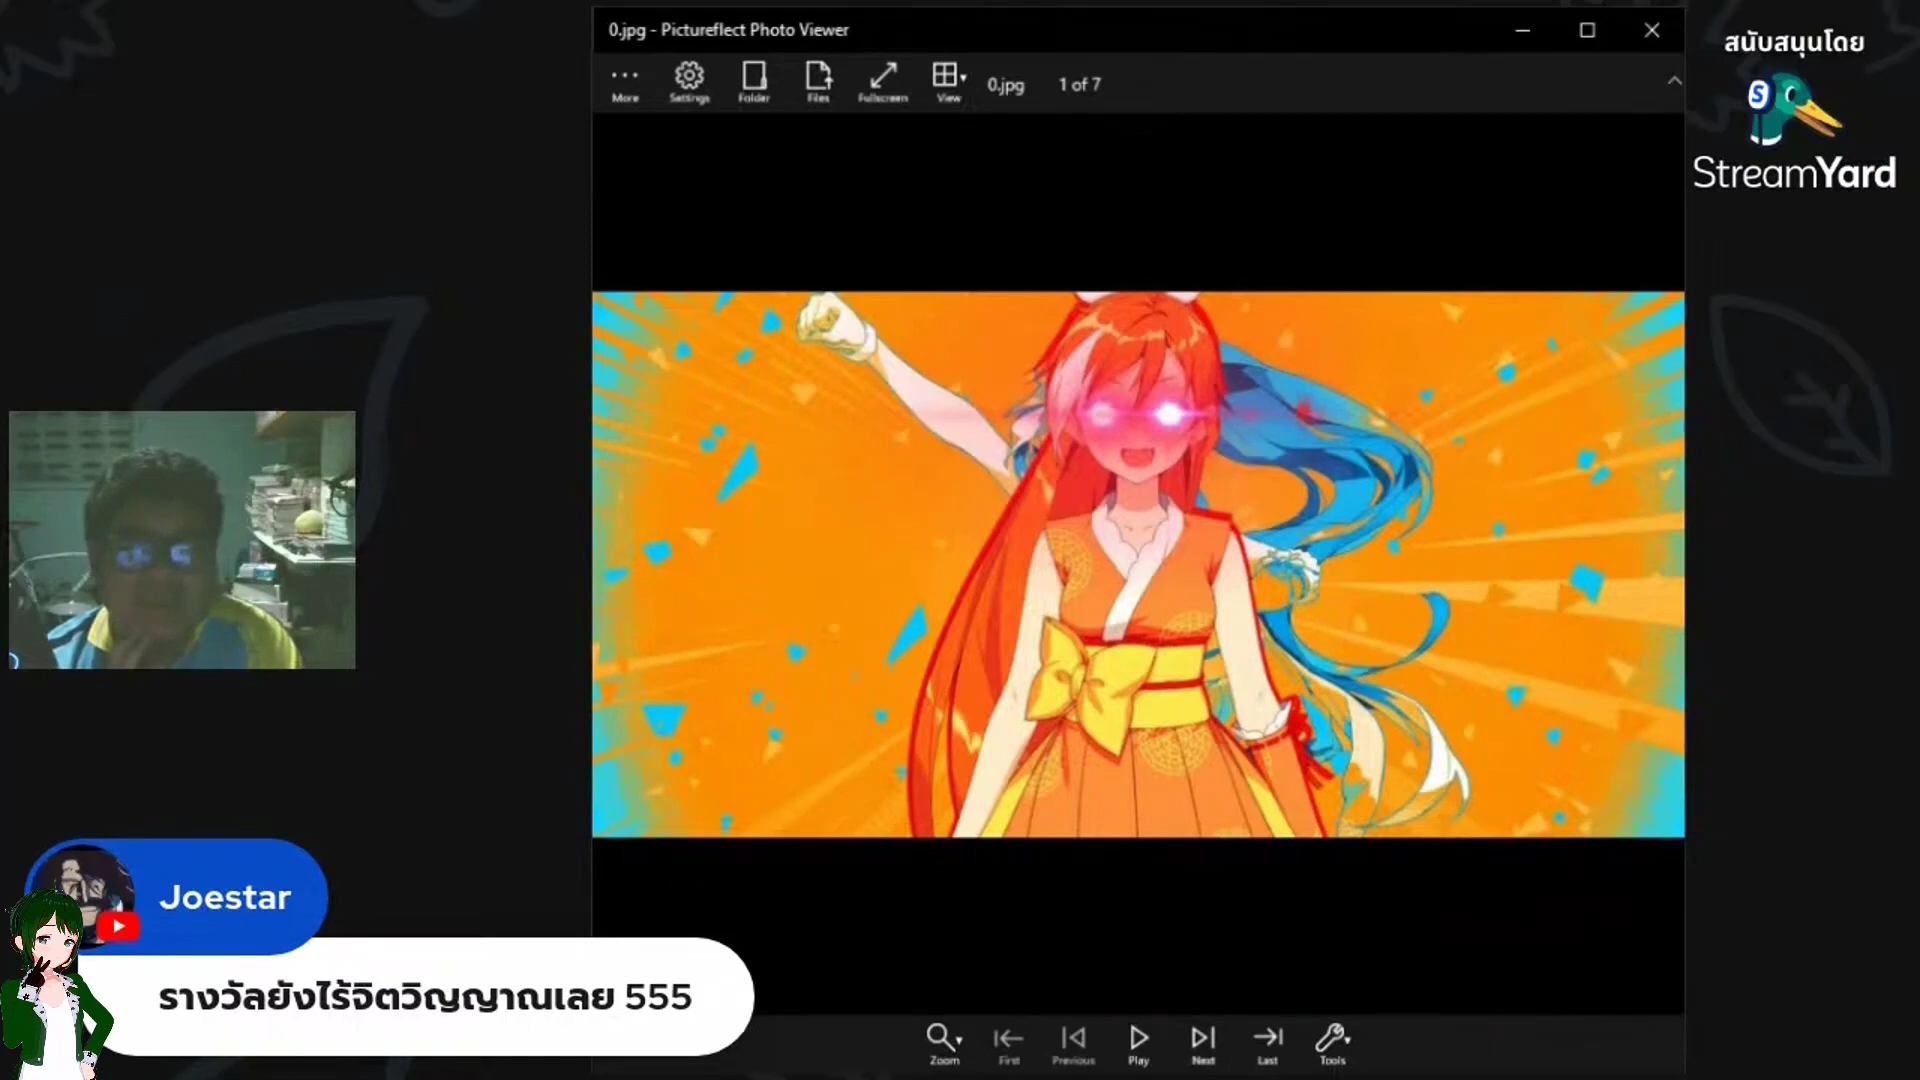 0.jpg - Pictureflect Photo Viewer
More
Settings
Folder
Files
Fullscreen
View
0.jpg
1 of 7
สนับสนุนโดย
S
StreamYard
Joestar
รางวัลยังไร้จิตวิญญาณเลย 555
Zoom
First
Previous
Play
Next
Last
Tools